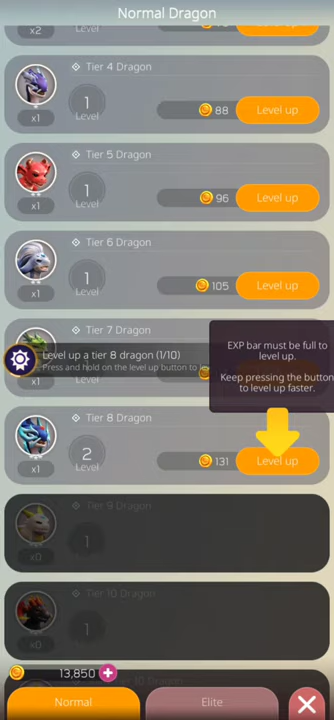 Normal Dragon
x2
Level
Tier 4 Dragon
1
Level
x1
88
Level up
Tier 5 Dragon
1
Level
x1
96
Level up
Tier 6 Dragon
1
Level
x1
105
Level up
Tier 7 Dragon
Level up a tier 8 dragon (1/10)
Press and hold on the level up button to le
x1
Level
EXP bar must be full to
level up.
Keep pressing the button
to level up faster.
Tier 8 Dragon
2
Level
x1
131
Level up
Tier 9 Dragon
1
x0
Tier 10 Dragon
1
x0
13,850
Normal
Elite